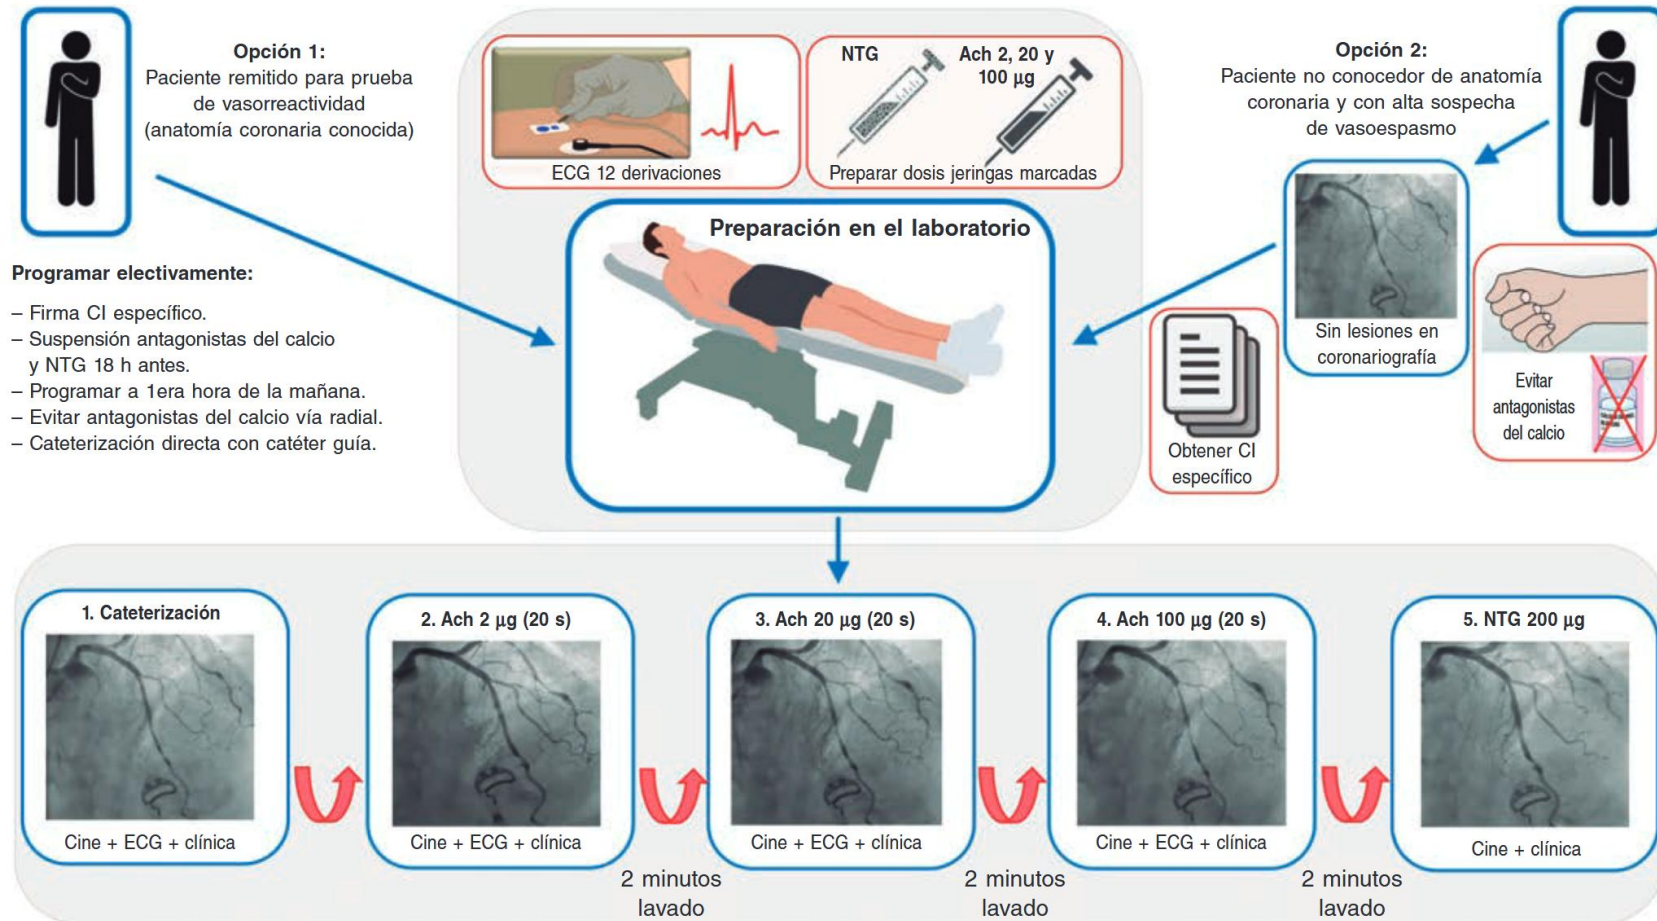 Opción 1:
Paciente remitido para prueba
de vasorreactividad
(anatomía coronaria conocida)
Programar electivamente:
– Firma CI específico.
– Suspensión antagonistas del calcio
y NTG 18 h antes.
– Programar a 1era hora de la mañana.
– Evitar antagonistas del calcio vía radial.
– Cateterización directa con catéter guía.
ECG 12 derivaciones
NTG
Ach 2, 20 y
100 μg
Preparar dosis jeringas marcadas
Preparación en el laboratorio
Opción 2:
Paciente no conocedor de anatomía
coronaria y con alta sospecha
de vasoespasmo
Sin lesiones en
coronariografía
Evitar
antagonistas
del calcio
Obtener CI
específico
1. Cateterización
Cine + ECG + clínica
2. Ach 2 μg (20 s)
Cine + ECG + clínica
2 minutos
lavado
3. Ach 20 μg (20 s)
Cine + ECG + clínica
2 minutos
lavado
4. Ach 100 μg (20 s)
Cine + ECG + clínica
2 minutos
lavado
5. NTG 200 μg
Cine + clínica